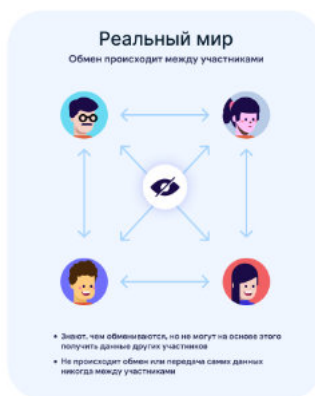 Реальный мир
Обмен происходит между участниками
• Знают, чем обмениваются, но не могут на основе этого
получить данные других участников
• Не происходит обмен или передача самих данных
никогда между участниками